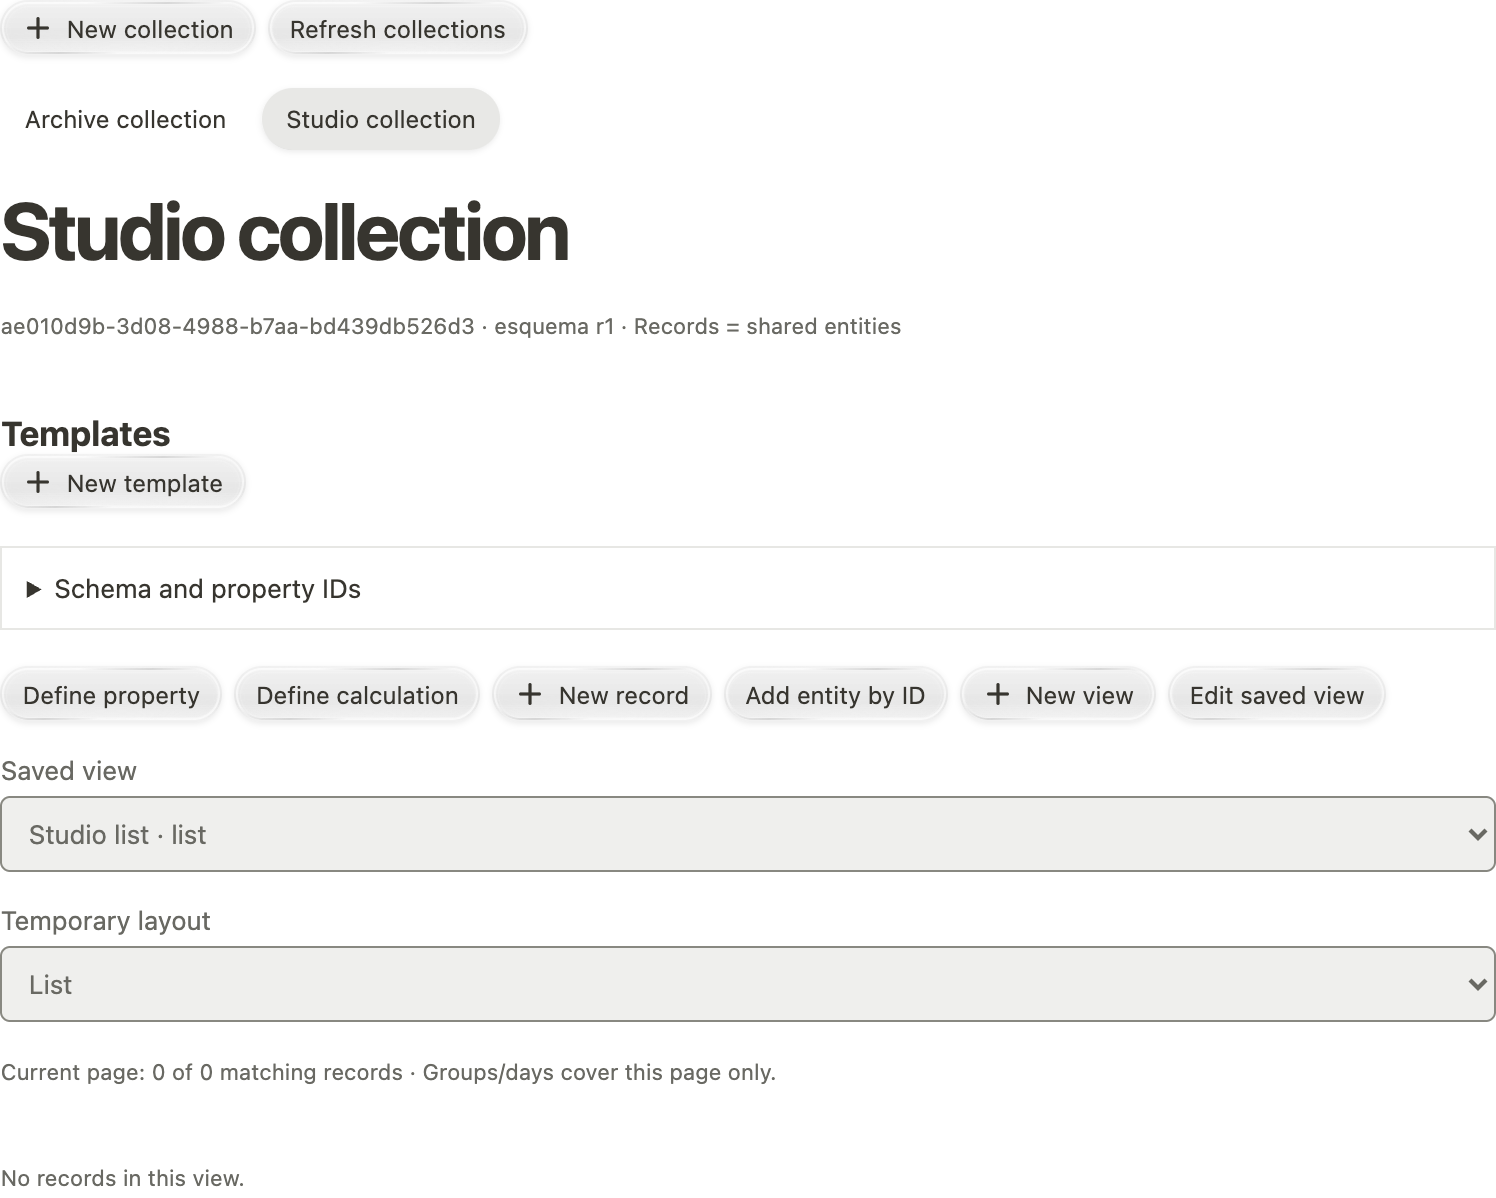 New collection Refresh collections
Archive collection Studio collection
Studio collection
ae010d9b-3d08-4988-b7aa-bd439db526d3 · esquema r1 · Records = shared entities
Templates
New template
Schema and property IDs
Define property Define calculation New record Add entity by ID New view Edit saved view
Saved view
Studio list · list
Temporary layout
List
Current page: 0 of 0 matching records · Groups/days cover this page only.
No records in this view.